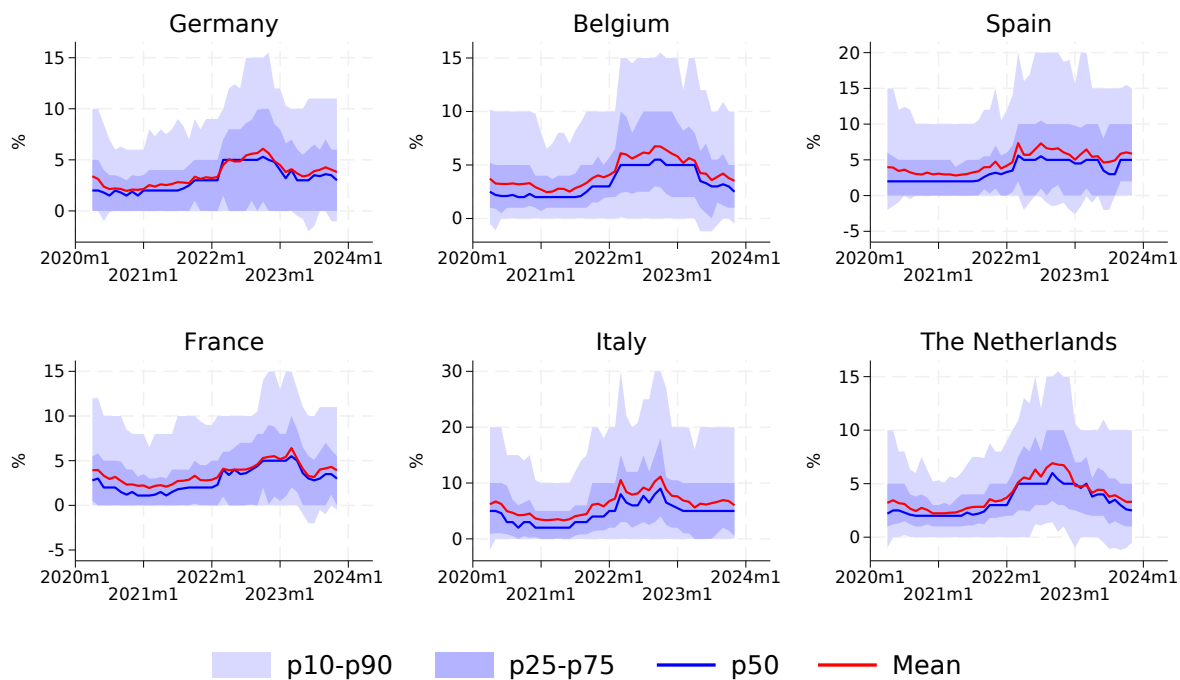 Germany
Belgium
Spain
15
10
5
0
%
2020m1
2021m1
2022m1
2023m1
2024m1
15
10
5
0
%
2020m1
2021m1
2022m1
2023m1
2024m1
20
15
10
5
0
-5
%
2020m1
2021m1
2022m1
2023m1
2024m1
France
Italy
The Netherlands
15
10
5
0
-5
%
2020m1
2021m1
2022m1
2023m1
2024m1
30
20
10
0
%
2020m1
2021m1
2022m1
2023m1
2024m1
15
10
5
0
%
2020m1
2021m1
2022m1
2023m1
2024m1
p10-p90
p25-p75
p50
Mean